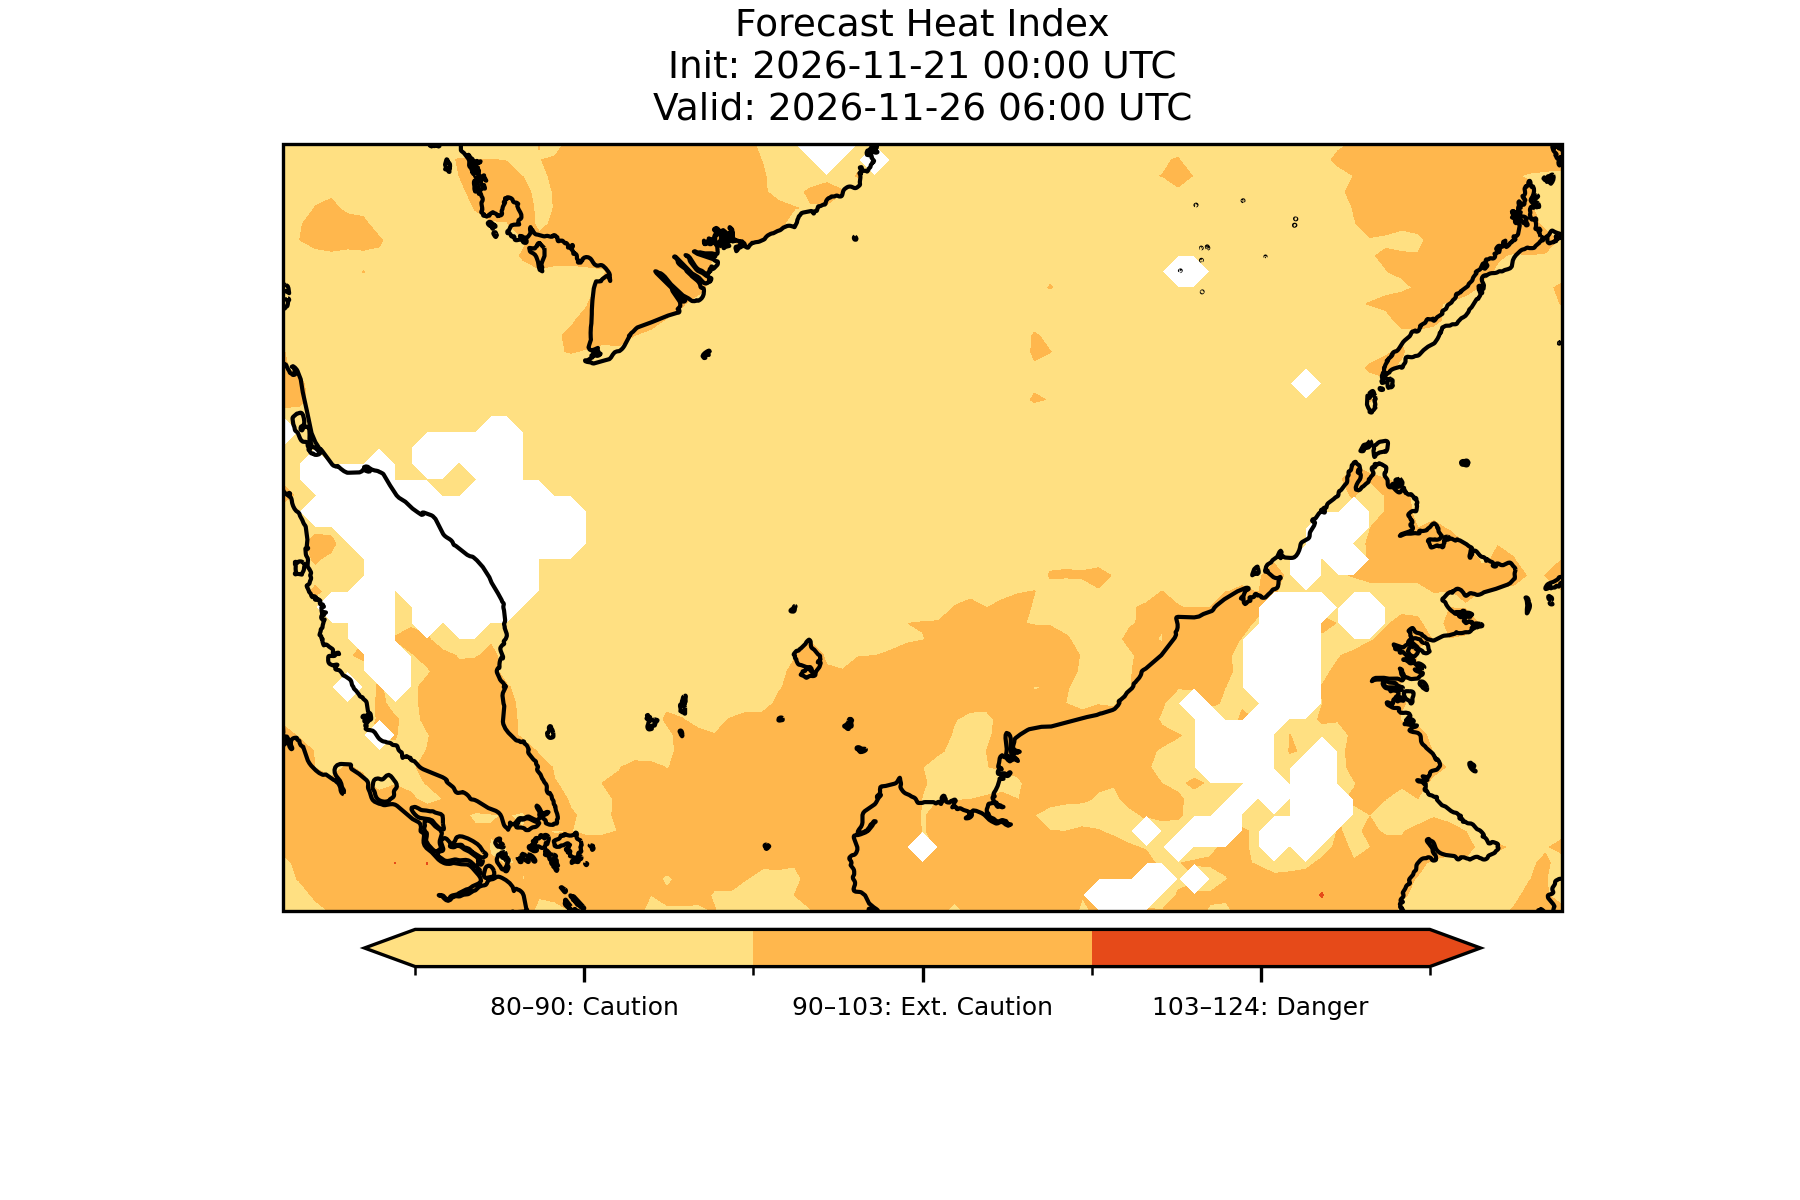 Forecast Heat Index
Init: 2026-11-21 00:00 UTC
Valid: 2026-11-26 06:00 UTC
80–90: Caution
90–103: Ext. Caution
103–124: Danger